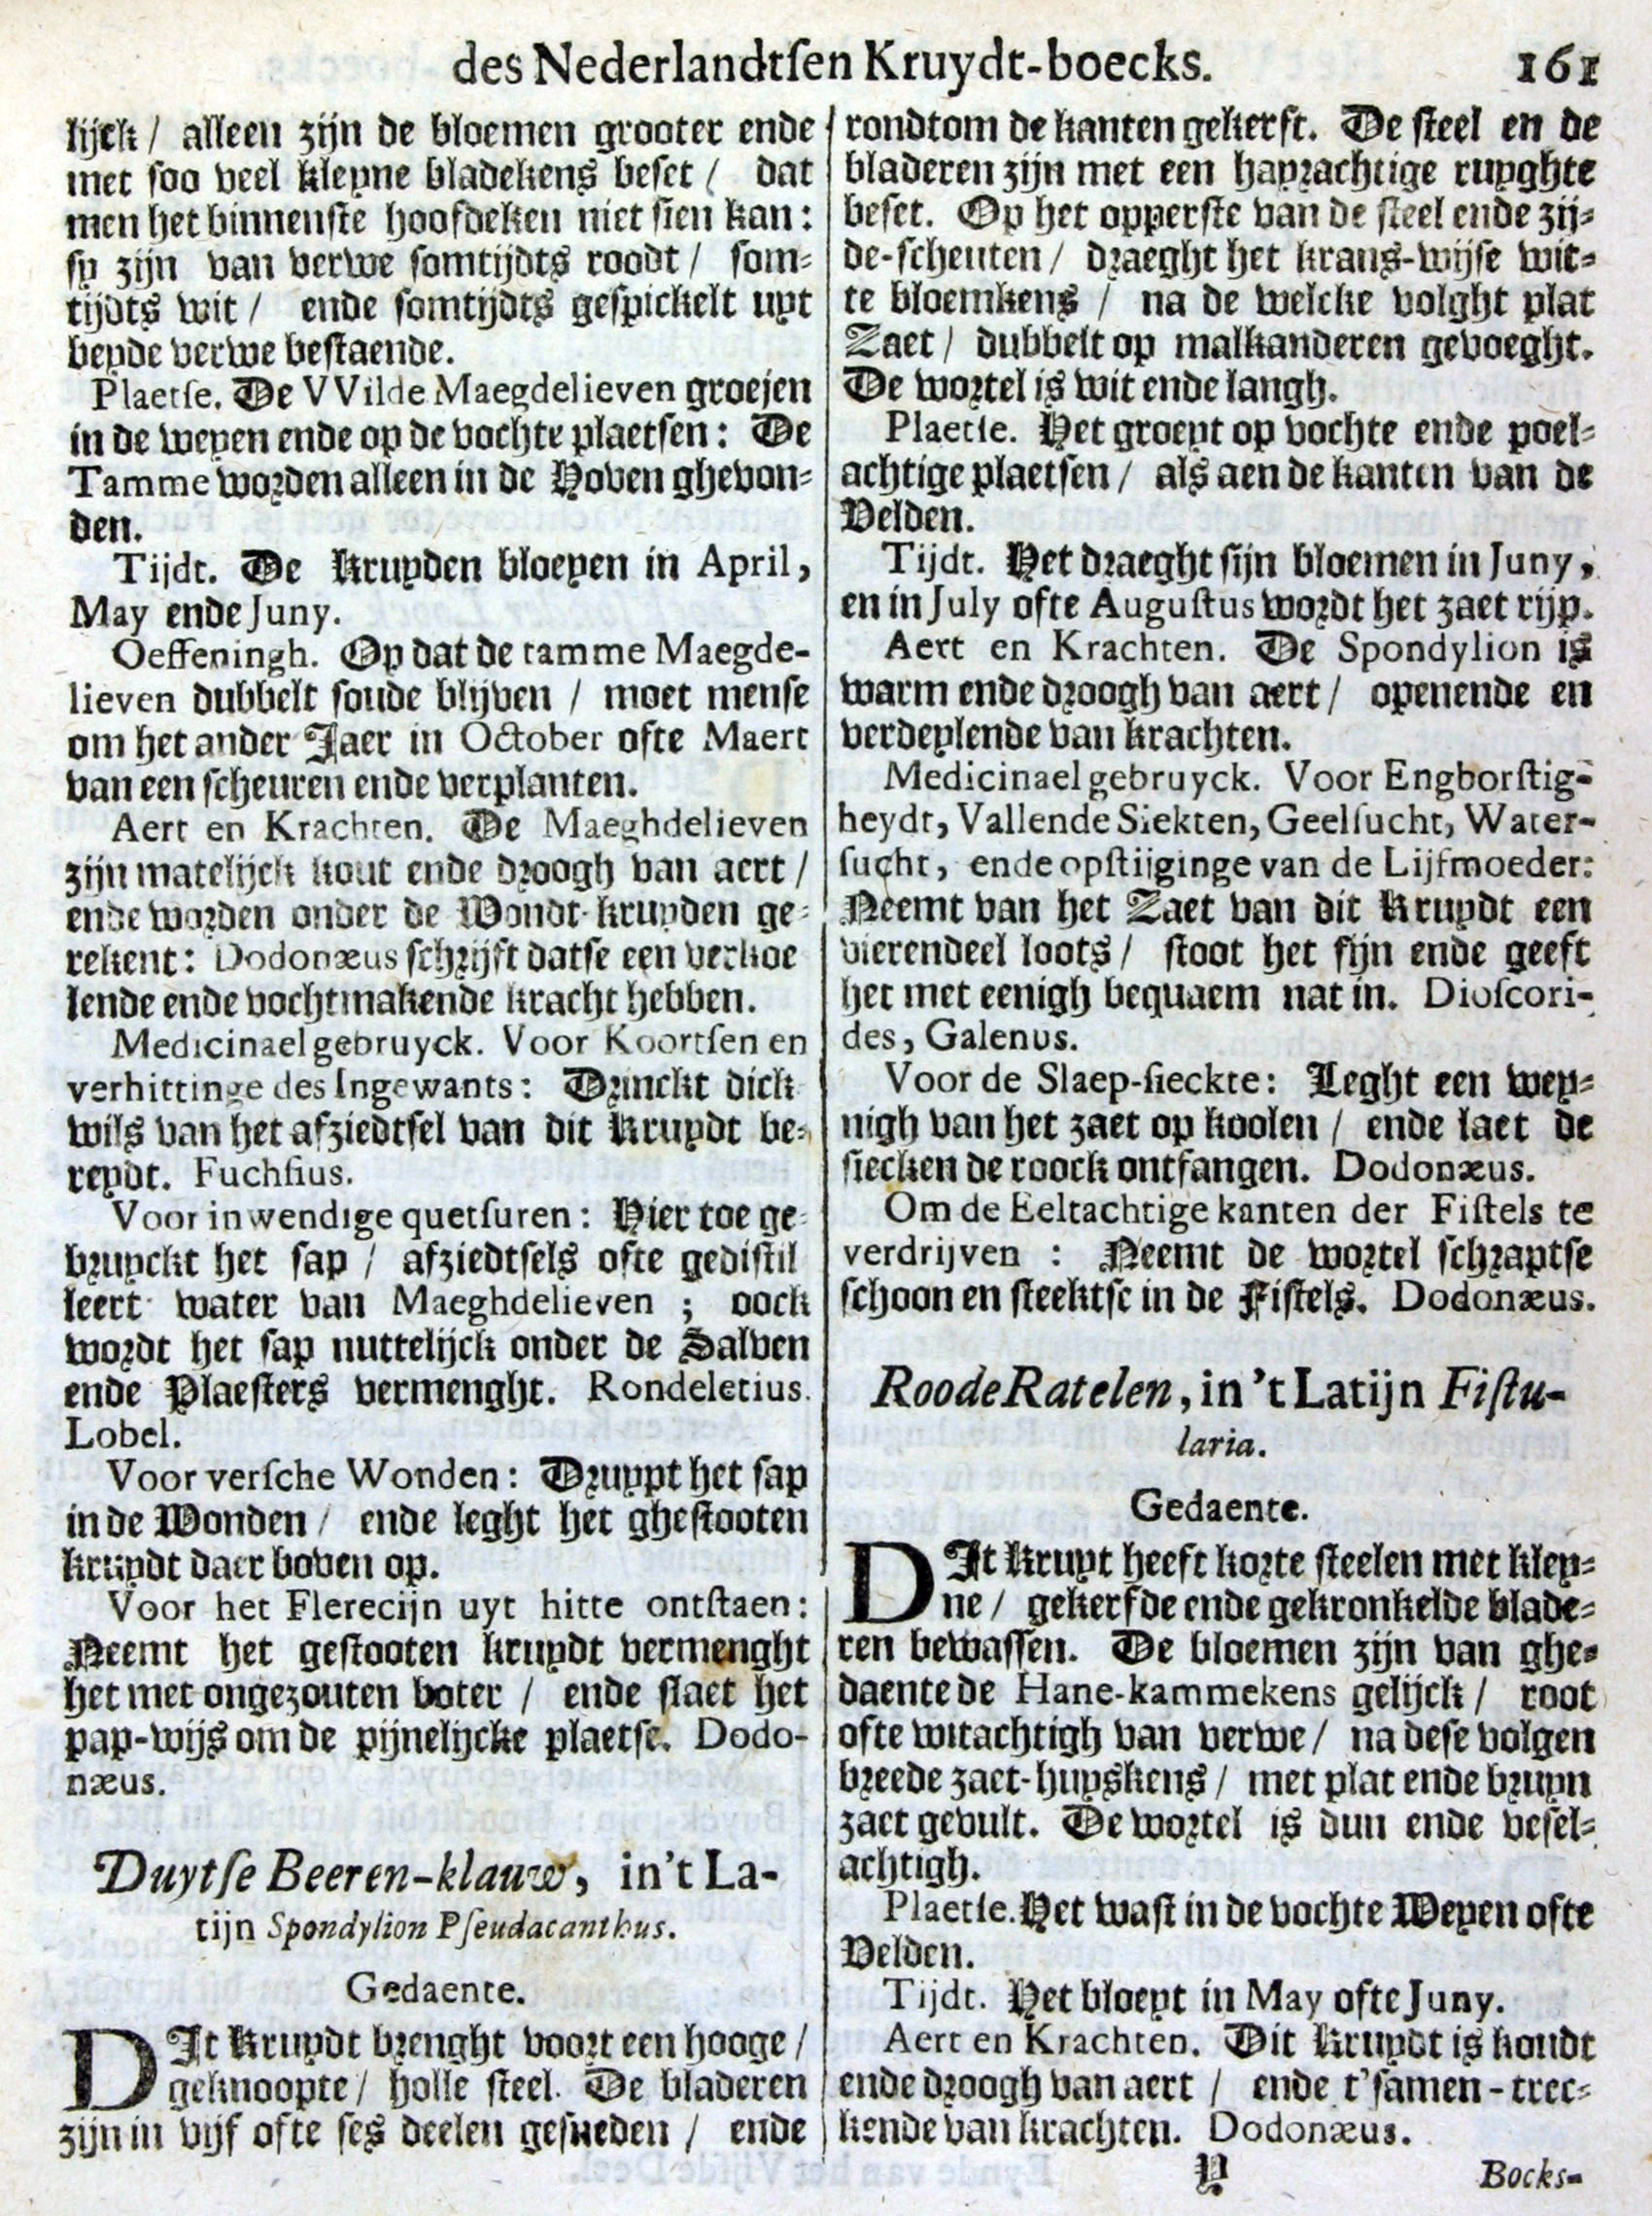 des Nederlandtſen Kruydt-boecks. 161
lijck / alleen zijn de bloemen grooter ende
met soo veel kleyne bladekens beset / dat
men het binnenste hoofdeken niet sien kan:
sy zijn van verwe somtijdts roodt / som-
tijdts wit / ende somtijdts gespickelt uyt
beyde verwe bestaende.
Plaetſe. De VVilde Maegdelieven groejen
in de weyen ende op de vochte plaetsen: De
Tamme worden alleen in de Hoven ghevon-
den.
Tijdt. De Kruyden bloeyen in April,
May ende Juny.
Oeffeningh. Op dat de tamme Maegde-
lieven dubbelt soude blijven / moet mense
om het ander Jaer in October ofte Maert
van een scheuren ende verplanten.
Aert en Krachten. De Maeghdelieven
zijn matelijck kout ende droogh van aert /
ende worden onder de Wondt-kruyden ge-
rekent: Dodonæus schrijft datse een verkoe
lende ende vochtmakende kracht hebben.
Medicinael gebruyck. Voor Koortſen en
verhittinge des Ingewants: Drinckt dick
wils van het afziedtsel van dit Kruydt be-
reydt. Fuchſius.
Voor inwendige quetſuren: Hier toe ge-
bruyckt het sap / afziedtsels ofte gedistil
leert water van Maeghdelieven ; oock
wordt het sap nuttelijck onder de Salven
ende Plaesters vermenght. Rondeletius.
Lobel.
Voor verſche Wonden: Druypt het sap
in de Wonden / ende leght het ghestooten
kruydt daer boven op.
Voor het Flerecijn uyt hitte ontſtaen:
Neemt het gestooten kruydt vermenght
het met ongezouten boter / ende slaet het
pap-wijs om de pijnelijcke plaetse. Dodo-
næus.
Duytſe Beeren-klauw, in't La-
tijn Spondylion Pſeudacanthus.
Gedaente.
DIt Kruydt brenght voort een hooge /
geknoopte / holle steel. De bladeren
zijn in vijf ofte ses deelen gesneden / ende
rondtom de kanten gekerft. De steel en de
bladeren zijn met een hayrachtige ruyghte
beset. Op het opperste van de steel ende zij-
de-scheuten / draeght het krans-wijse wit-
te bloemkens / na de welcke volght plat
Zaet / dubbelt op malkanderen gevoeght.
De wortel is wit ende langh.
Plaetſe. Het groeyt op vochte ende poel-
achtige plaetsen / als aen de kanten van de
Velden.
Tijdt. Het draeght sijn bloemen in Juny,
en in July ofte Auguſtus wordt het zaet rijp.
Aert en Krachten. De Spondylion is
warm ende droogh van aert / openende en
verdeylende van krachten.
Medicinael gebruyck. Voor Engborſtig-
heydt, Vallende Siekten, Geelſucht, Water-
ſucht, ende opſtijginge van de Lijfmoeder:
Neemt van het Zaet van dit Kruydt een
vierendeel loots / stoot het fijn ende geeft
het met eenigh bequaem nat in. Dioſcori-
des, Galenus.
Voor de Slaep-ſieckte: Leght een wey-
nigh van het zaet op koolen / ende laet de
siecken de roock ontfangen. Dodonæus.
Om de Eeltachtige kanten der Fiſtels te
verdrijven : Neemt de wortel schraptse
schoon en steektse in de Fistels. Dodonæus.
Roode Ratelen, in 't Latijn Fiſtu-
laria.
Gedaente.
DIt Kruyt heeft korte steelen met kley-
ne / gekerfde ende gekronkelde blade-
ren bewassen. De bloemen zijn van ghe-
daente de Hane-kammekens gelijck / root
ofte witachtigh van verwe / na dese volgen
breede zaet-huyskens / met plat ende bruyn
zaet gevult. De wortel is dun ende vesel-
achtigh.
Plaetſe. Het wast in de vochte Weyen ofte
Velden.
Tijdt. Het bloeyt in May ofte Juny.
Aert en Krachten. Dit Kruydt is koudt
ende droogh van aert / ende t'samen-trec-
kende van krachten. Dodonæus.
Y Bocks-